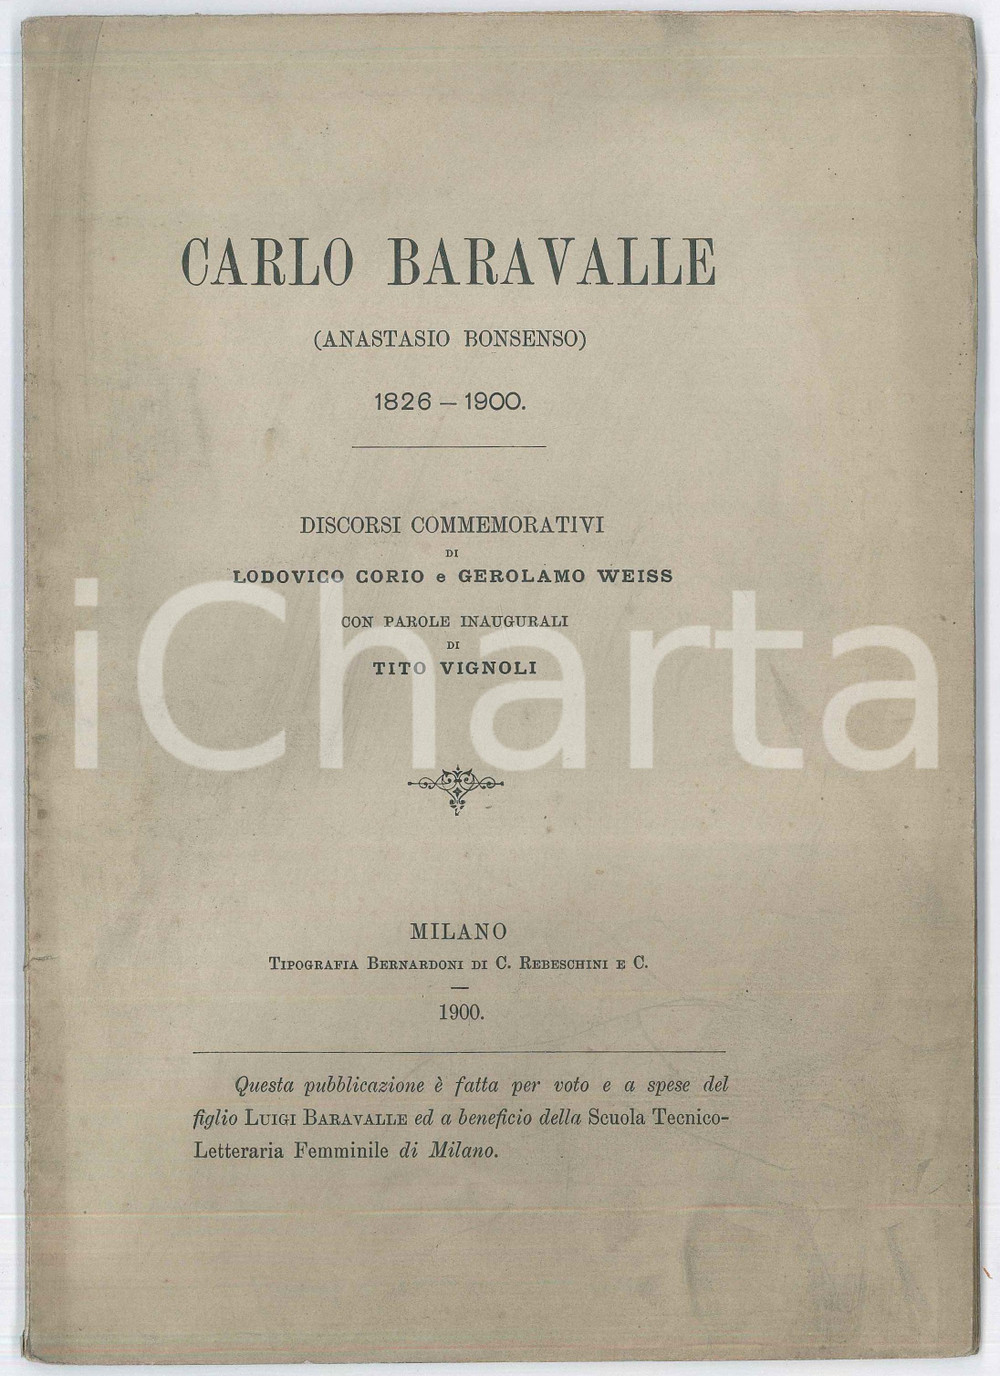 CARLO BARAVALLE
(ANASTASIO BONSENSO)
1826 — 1900.
DISCORSI COMMEMORATIVI
DI
LODOVICO CORIO e GEROLAMO WEISS
CON PAROLE INAUGURALI
DI
TITO VIGNOLI
iCharta
MILANO
TIPOGRAFIA BERNARDONI DI C. REBESCHINI E C.
—
1900.
Questa pubblicazione è fatta per voto e a spese del
figlio LUIGI BARAVALLE ed a beneficio della Scuola Tecnico-
Letteraria Femminile di Milano.